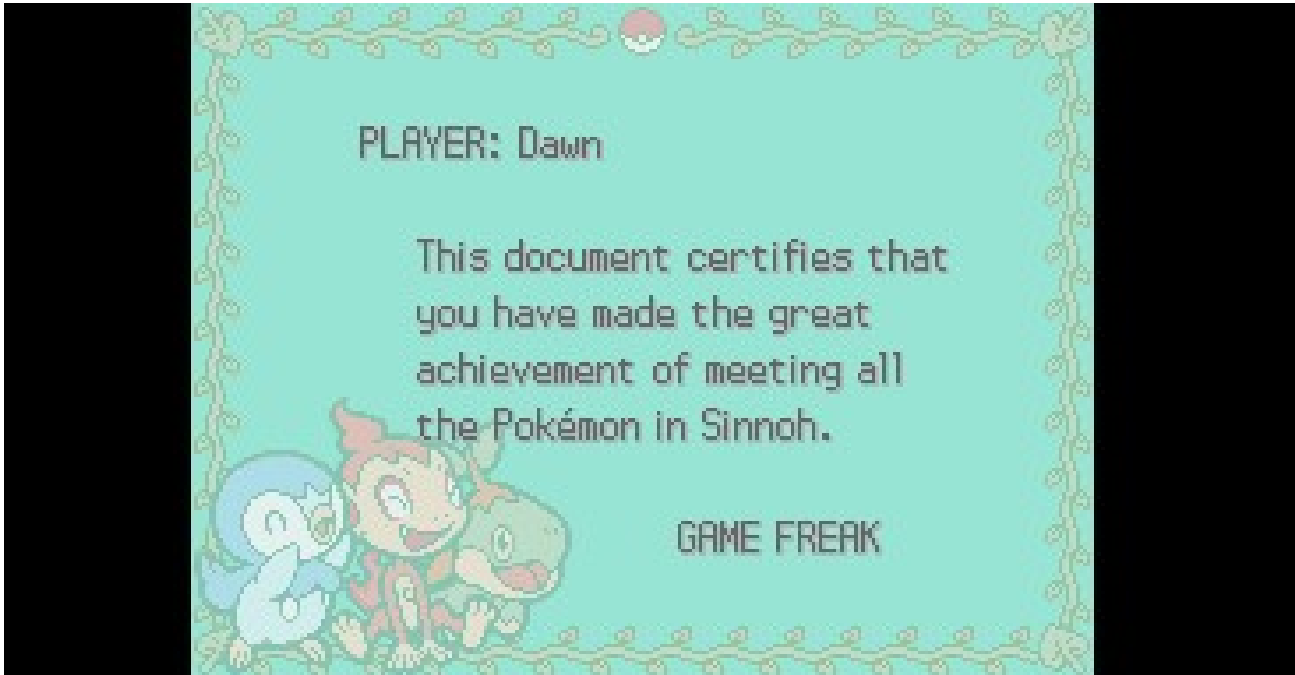 PLAYER: Dawn
This document certifies that
you have made the great
achievement of meeting all
the Pokémon in Sinnoh.
GAME FREAK